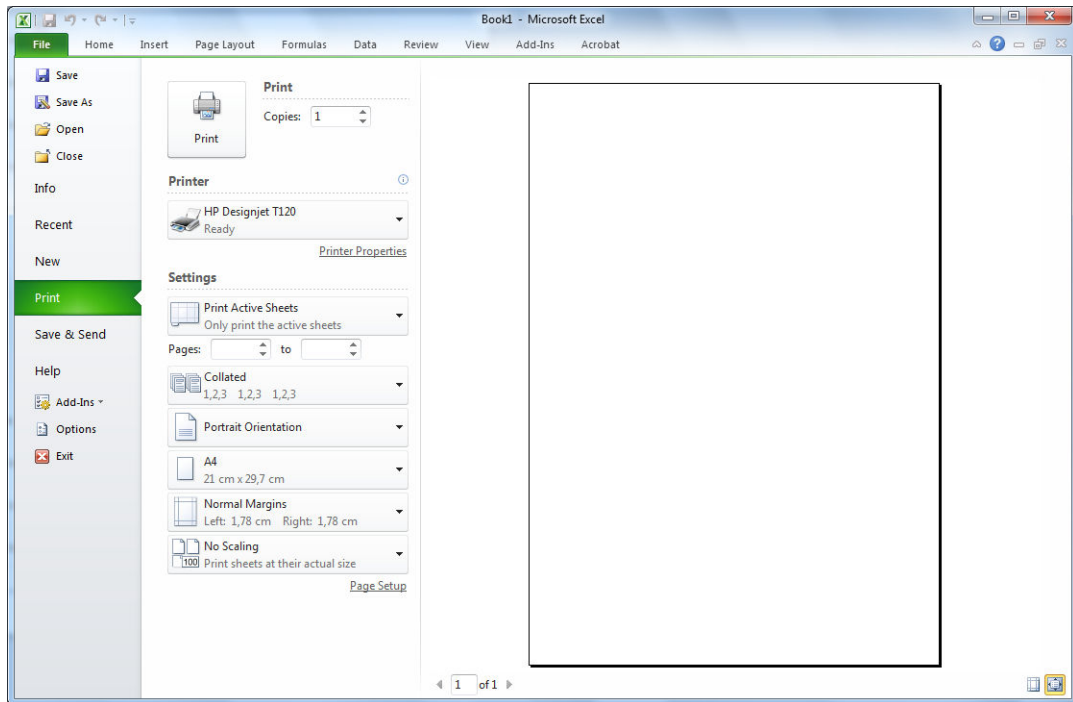 Book1 - Microsoft Excel
File Home Insert Page Layout Formulas Data Review View Add-Ins Acrobat
Save
Save As
Open
Close
Info
Recent
New
Print
Save & Send
Help
Add-Ins
Options
Exit
Print
Print
Copies: 1
Printer
HP Designjet T120
Ready
Printer Properties
Settings
Print Active Sheets
Only print the active sheets
Pages: to
Collated
1,2,3 1,2,3 1,2,3
Portrait Orientation
A4
21 cm x 29,7 cm
Normal Margins
Left: 1,78 cm Right: 1,78 cm
No Scaling
100 Print sheets at their actual size
Page Setup
1 of 1